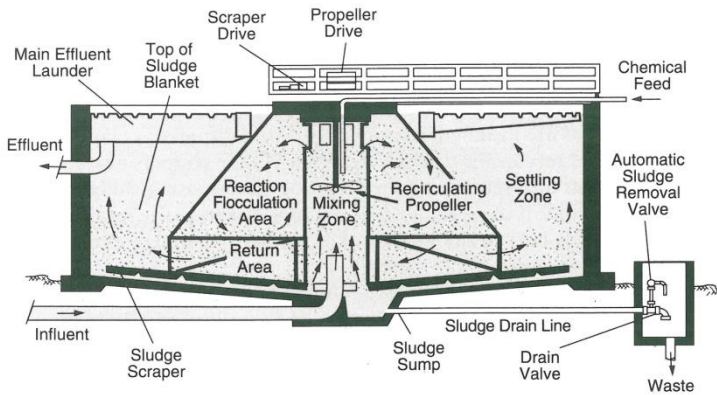 Scraper
Drive
Propeller
Drive
Main Effluent
Launder
Top of
Sludge
Blanket
Chemical
Feed
Effluent
Reaction
Flocculation
Area
Mixing
Zone
Recirculating
Propeller
Settling
Zone
Automatic
Sludge
Removal
Valve
Return
Area
Influent
Sludge
Scraper
Sludge
Sump
Sludge Drain Line
Drain
Valve
Waste